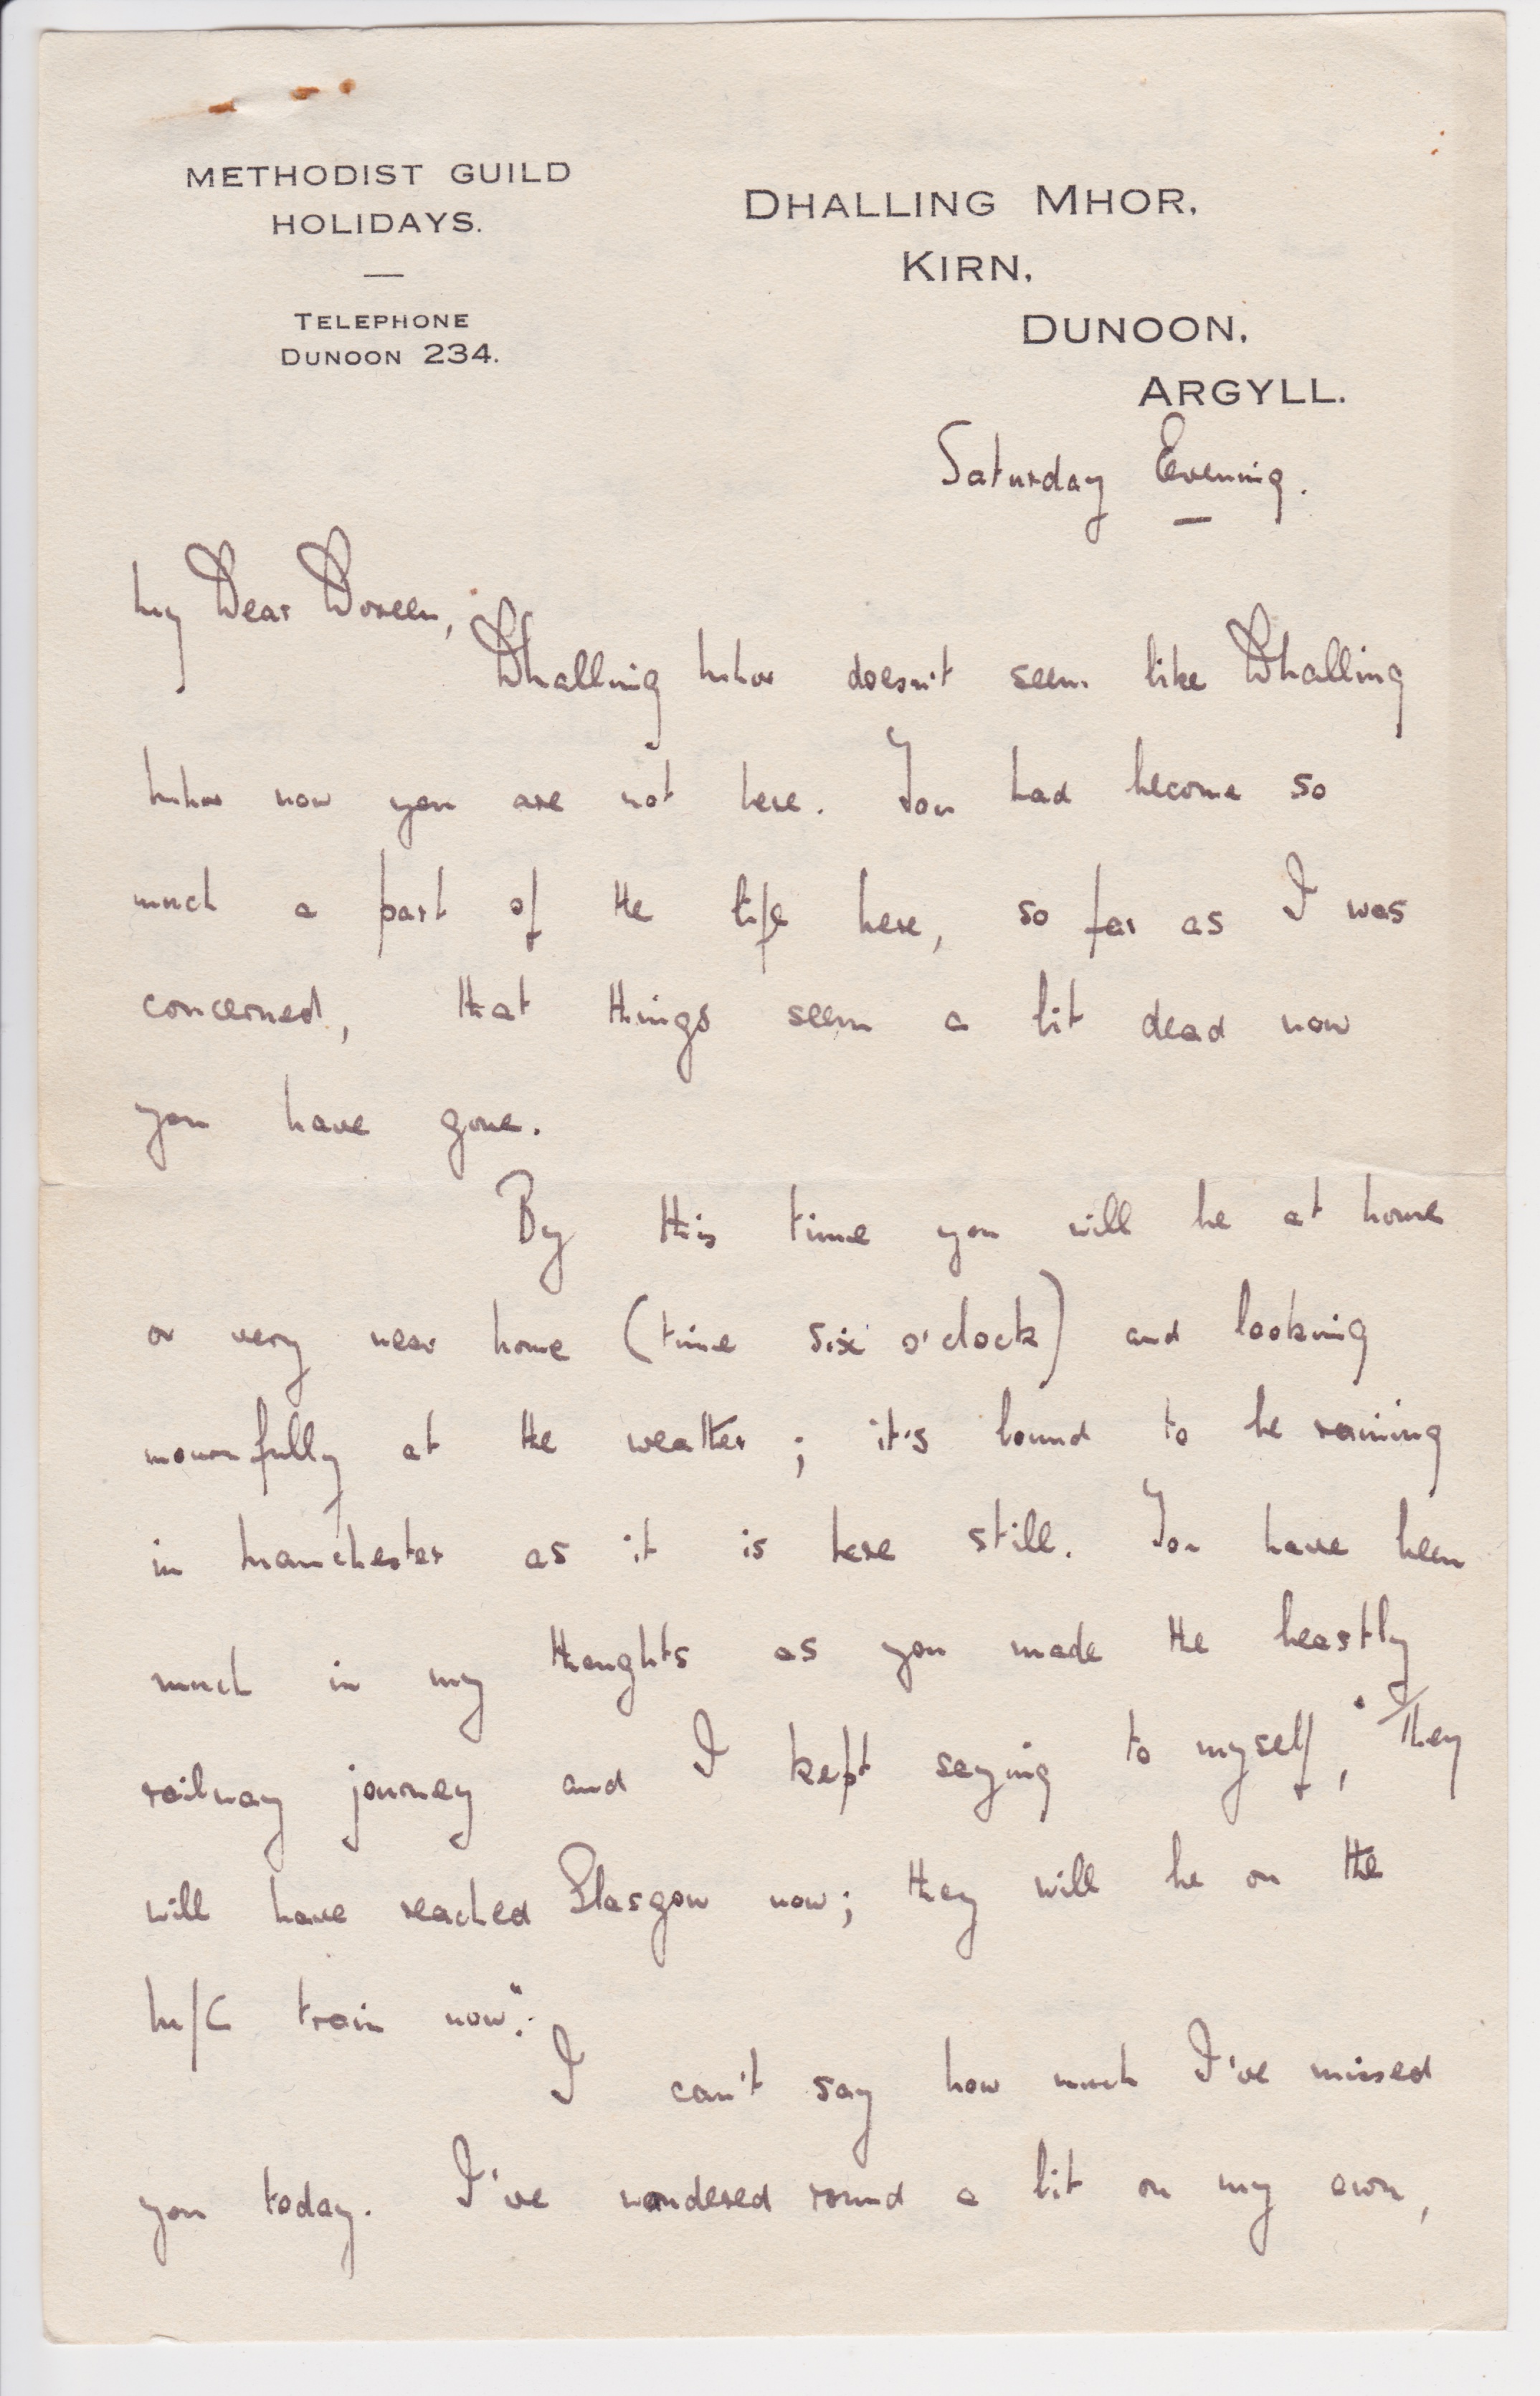 METHODIST GUILD
HOLIDAYS.
TELEPHONE
DUNOON 234.
DHALLING MHOR,
KIRN,
DUNOON,
ARGYLL.
Saturday Evening.
My Dear Doreen,
Dhalling Mhor doesn't seem like Dhalling
Mhor now you are not here. You had become so
much a part of the life here, so far as I was
concerned, that things seem a bit dead now
you have gone.
By this time you will be at home
or very near home (time six o'clock) and looking
mournfully at the weather; it's bound to be raining
in Manchester as it is here still. You have been
much in my thoughts as you made the beastly
railway journey and I kept saying to myself, "They
will have reached Glasgow now; they will be on the
M/C train now".
I can't say how much I've missed
you today. I've wandered round a bit on my own,